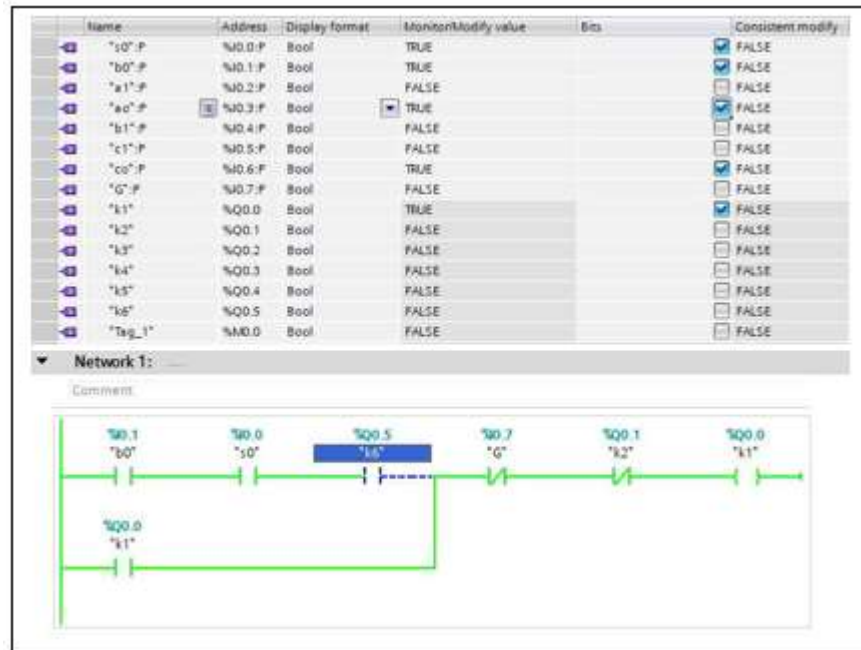 Name Address Display format Monitor/Modify value Bits Consistent modify
"s0":P %I0.0:P Bool TRUE FALSE
"b0":P %I0.1:P Bool TRUE FALSE
"a1":P %I0.2:P Bool FALSE FALSE
"ao":P %I0.3:P Bool TRUE FALSE
"b1":P %I0.4:P Bool FALSE FALSE
"c1":P %I0.5:P Bool FALSE FALSE
"co":P %I0.6:P Bool TRUE FALSE
"G":P %I0.7:P Bool FALSE FALSE
"k1" %Q0.0 Bool TRUE FALSE
"k2" %Q0.1 Bool FALSE FALSE
"k3" %Q0.2 Bool FALSE FALSE
"k4" %Q0.3 Bool FALSE FALSE
"k5" %Q0.4 Bool FALSE FALSE
"k6" %Q0.5 Bool FALSE FALSE
"Tag_1" %M0.0 Bool FALSE FALSE
Network 1: .....
Comment
%I0.1 %I0.0 %Q0.5 %I0.7 %Q0.1 %Q0.0
"b0" "s0" "k6" "G" "k2" "k1"
%Q0.0
"k1"